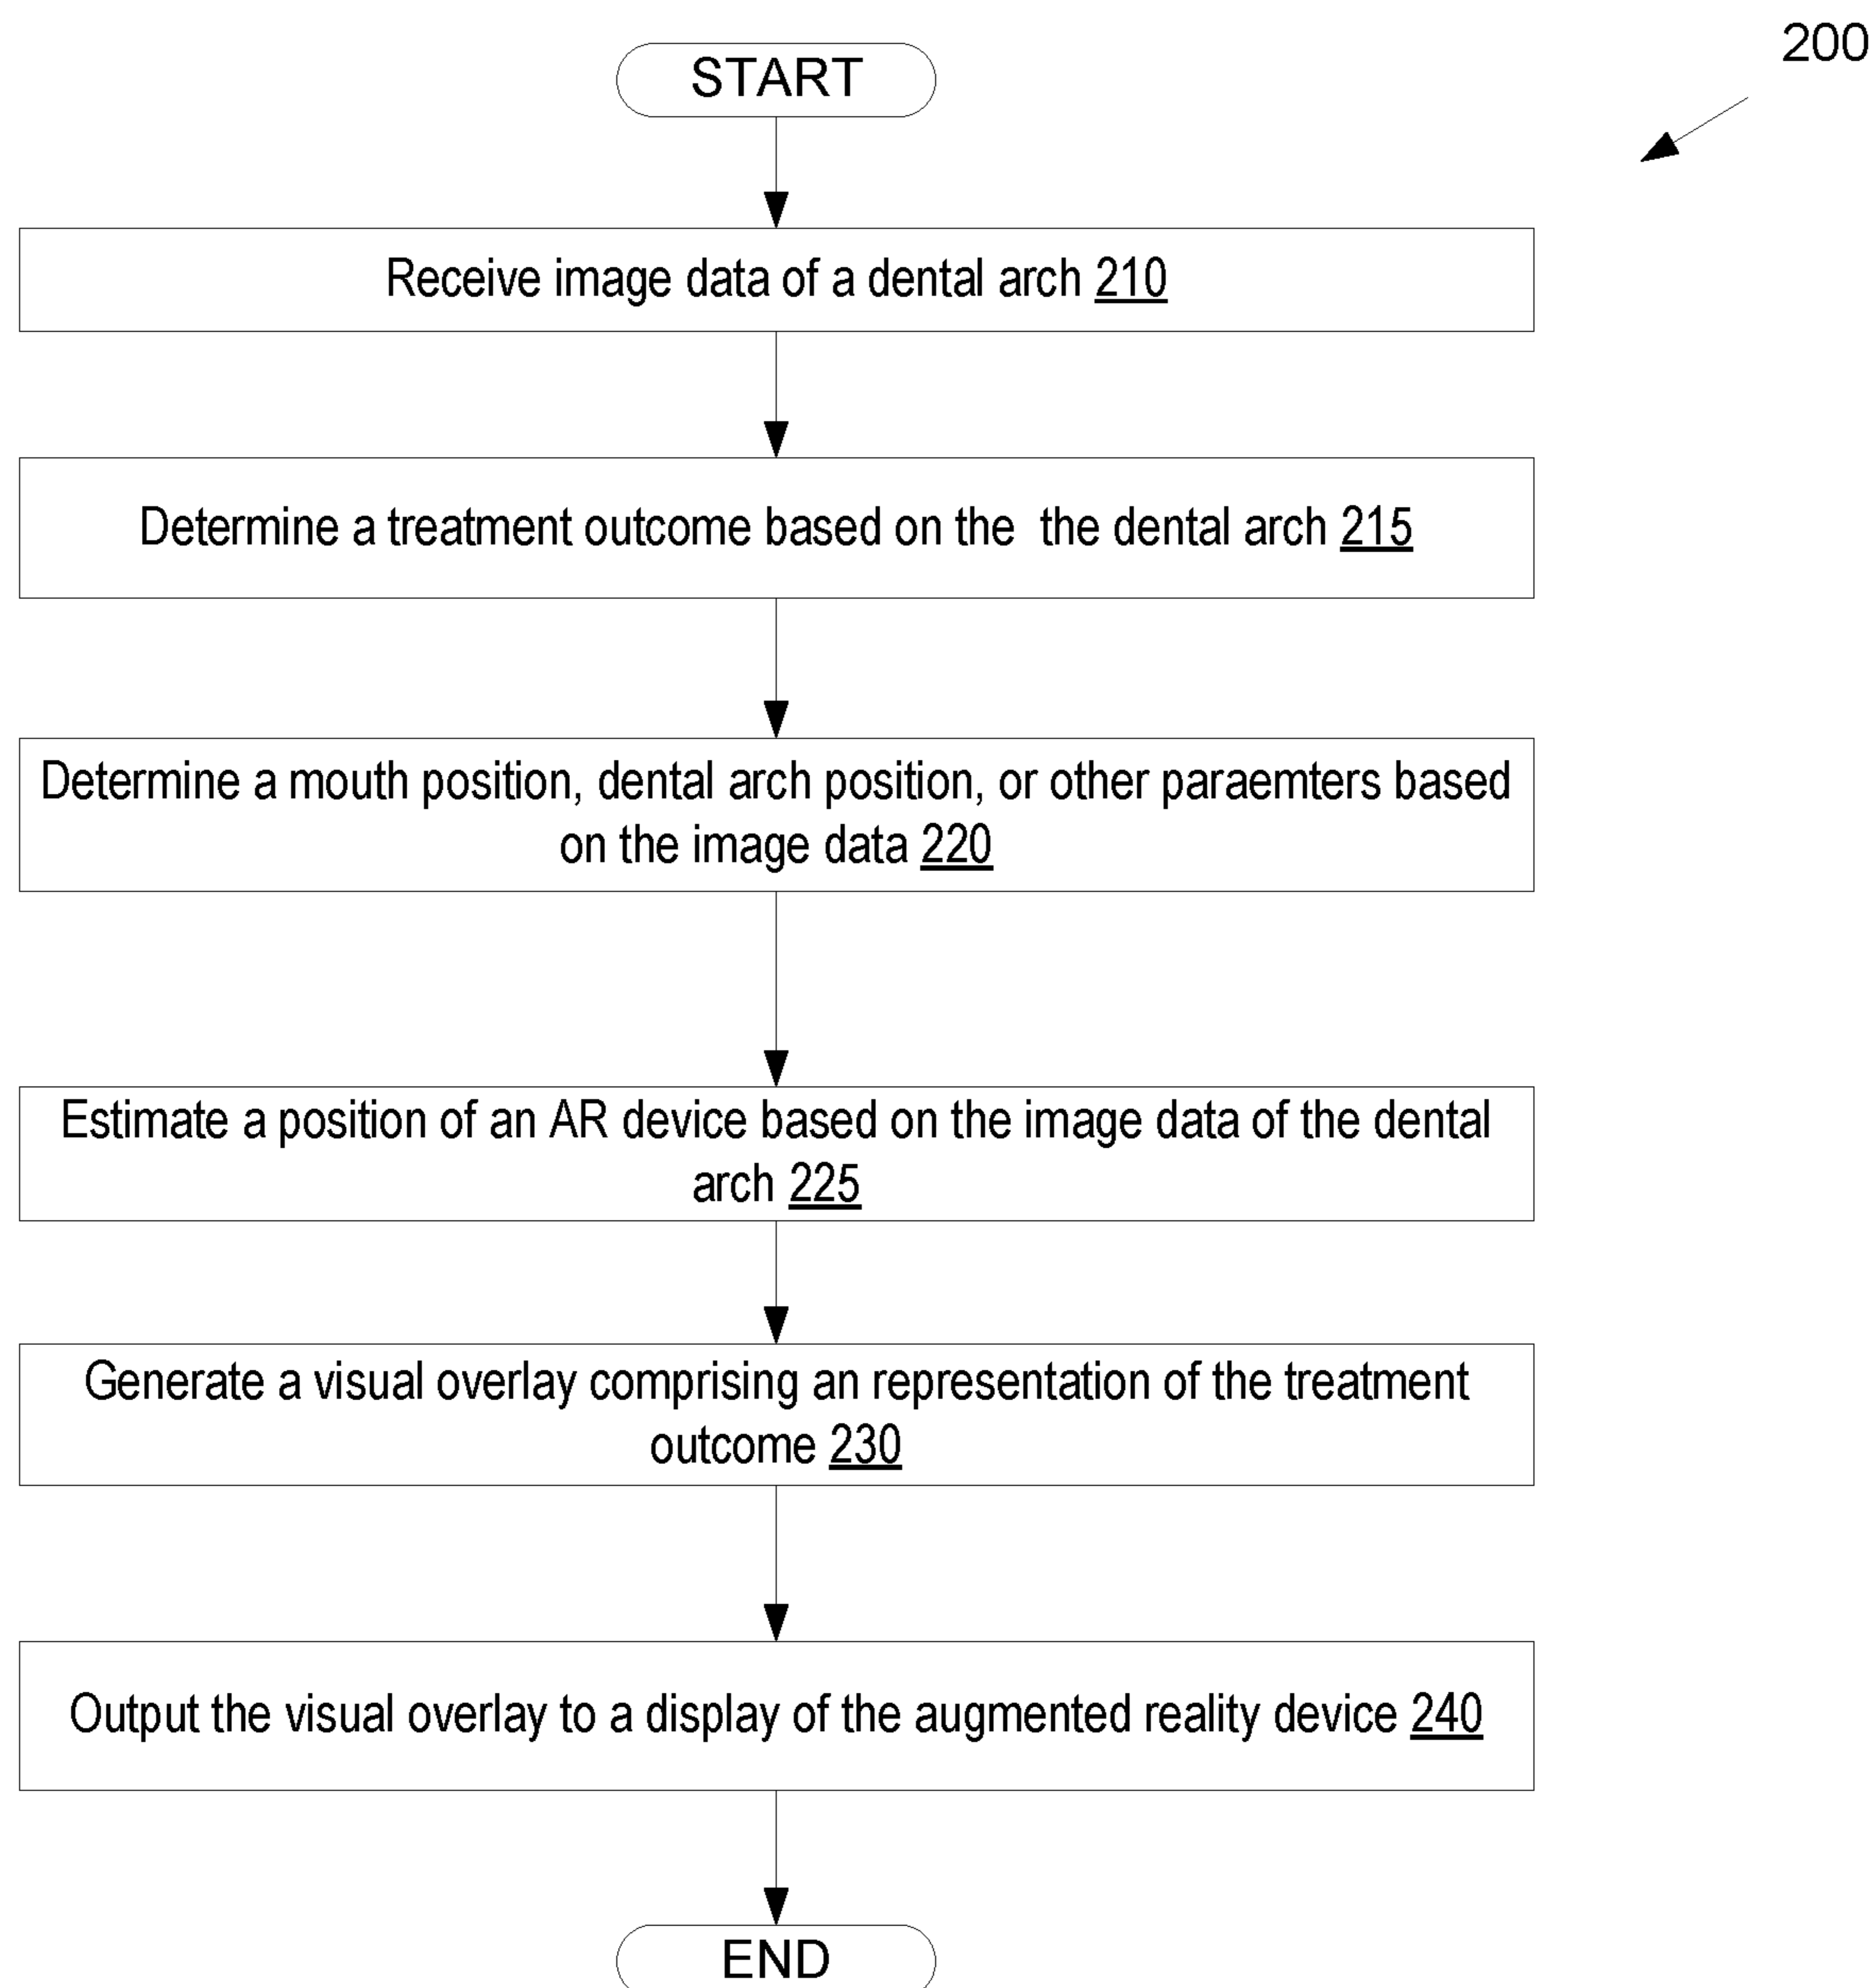 200
START
Receive image data of a dental arch 210
Determine a treatment outcome based on the  the dental arch 215
Determine a mouth position, dental arch position, or other paraemters based
on the image data 220
Estimate a position of an AR device based on the image data of the dental
arch 225
Generate a visual overlay comprising an representation of the treatment
outcome 230
Output the visual overlay to a display of the augmented reality device 240
END